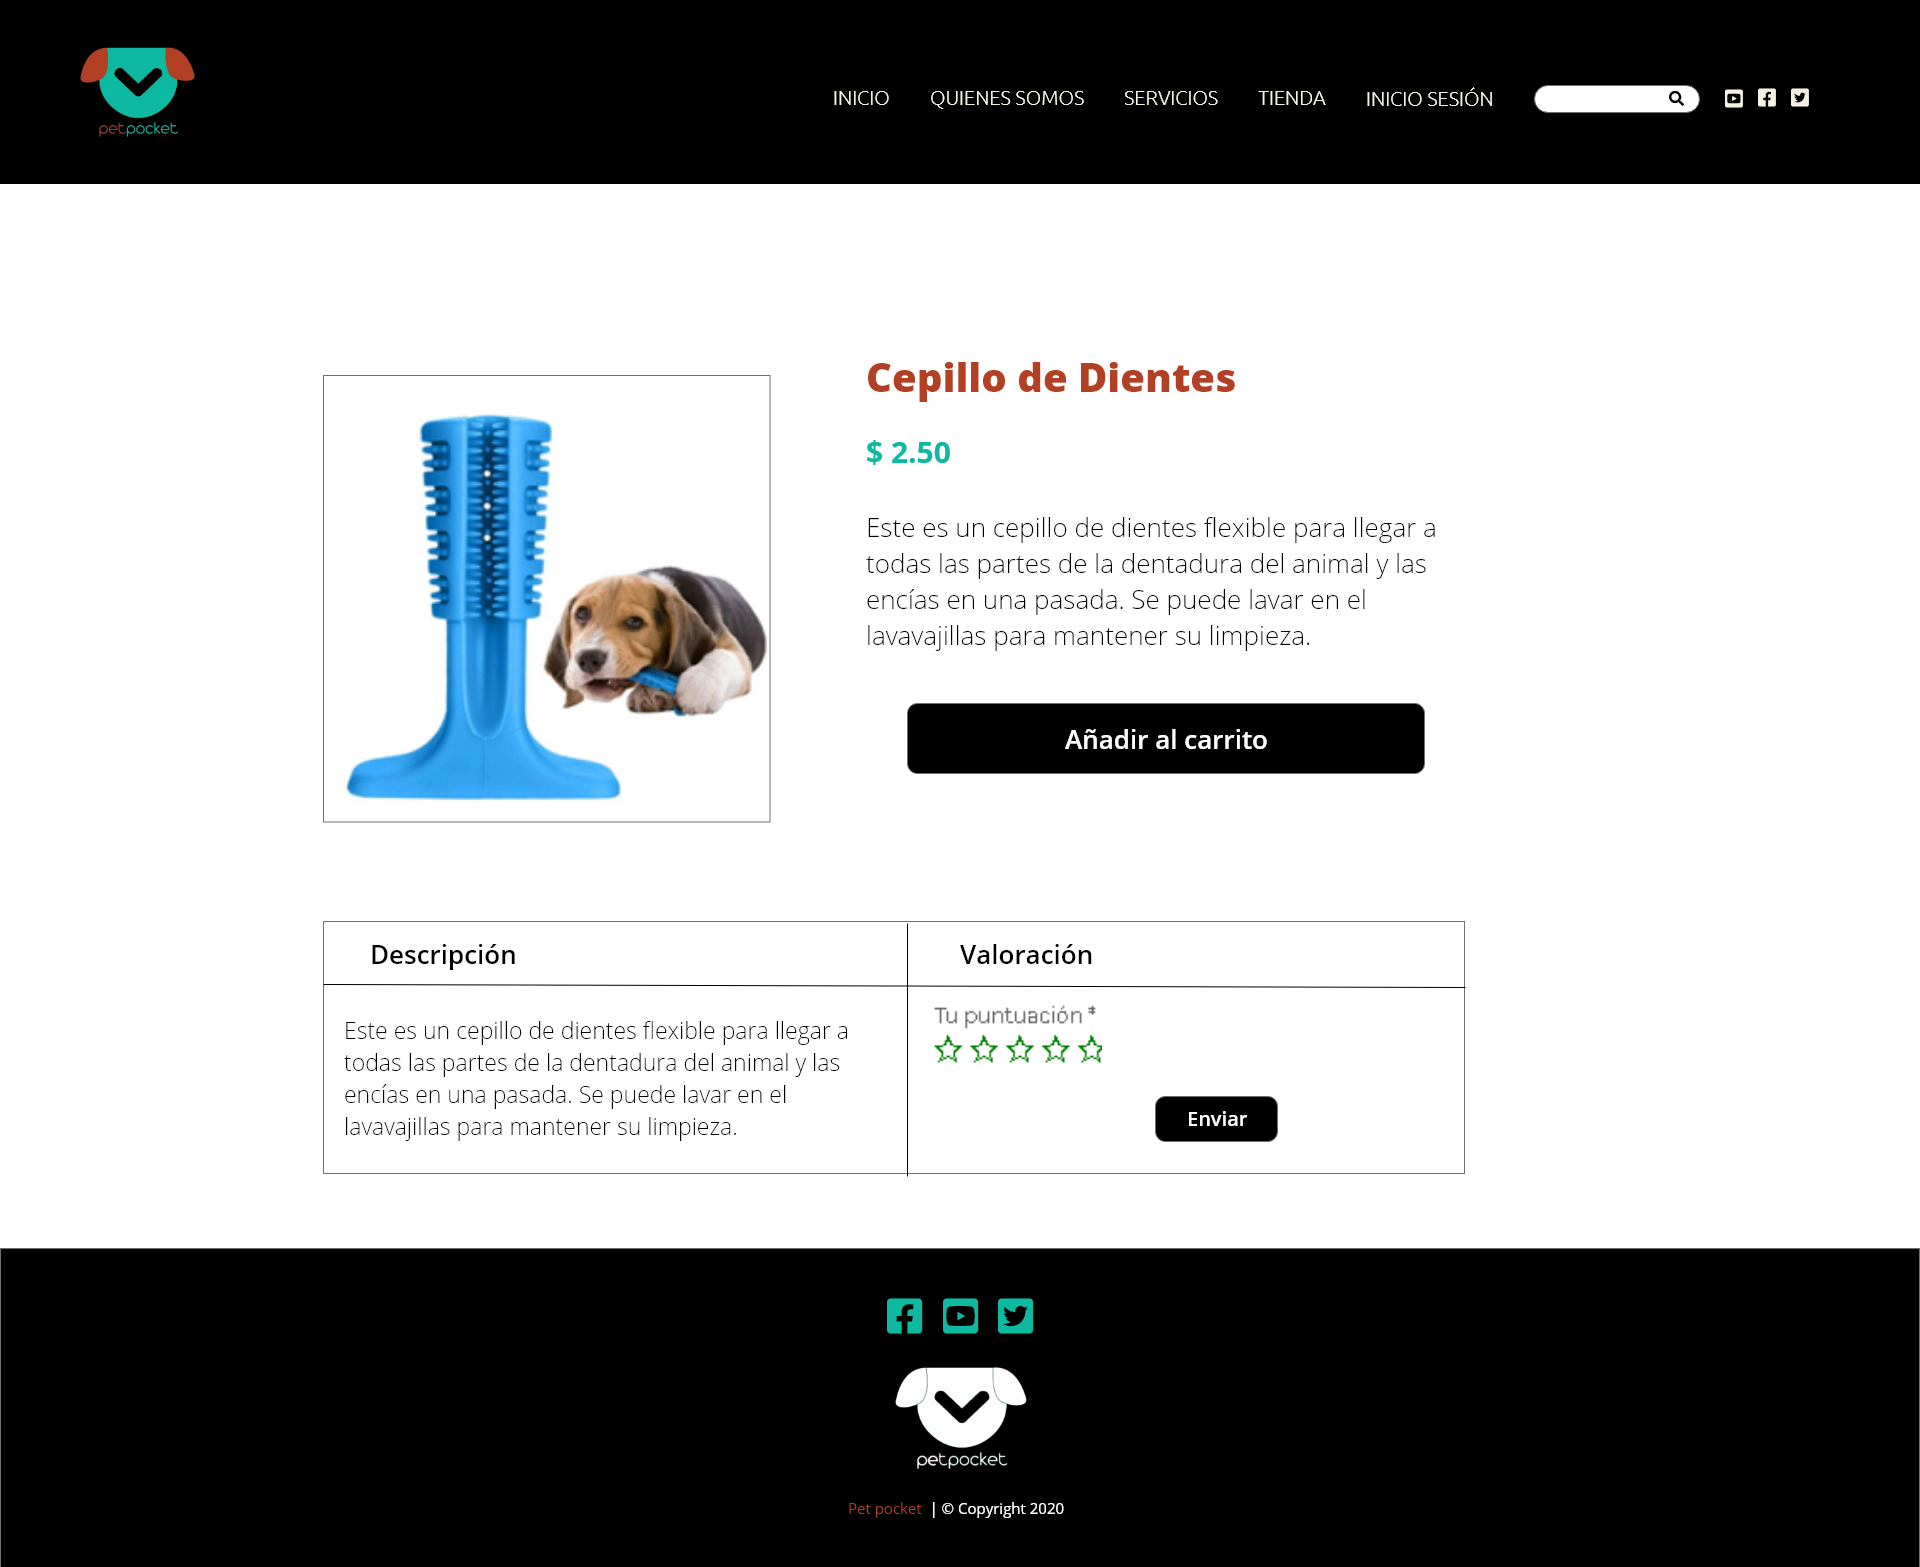 petpocket
INICIO
QUIENES SOMOS
SERVICIOS
TIENDA
INICIO SESIÓN
Cepillo de Dientes
$ 2.50
Este es un cepillo de dientes flexible para llegar a
todas las partes de la dentadura del animal y las
encías en una pasada. Se puede lavar en el
lavavajillas para mantener su limpieza.
Añadir al carrito
Descripción
Valoración
Este es un cepillo de dientes flexible para llegar a
todas las partes de la dentadura del animal y las
encías en una pasada. Se puede lavar en el
lavavajillas para mantener su limpieza.
Tu puntuación *
Enviar
petpocket
Pet pocket | © Copyright 2020